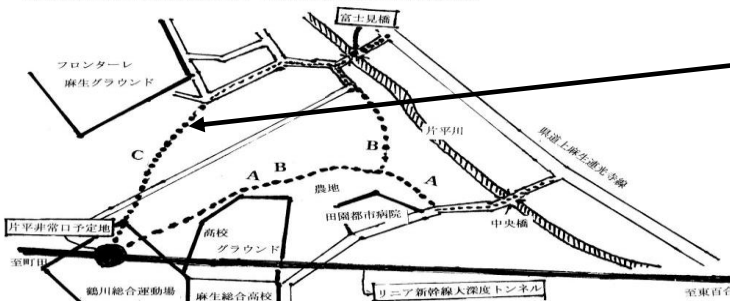 富士見橋
フロンターレ
麻生グラウンド
片平川
県道上麻生連光寺線
C
B
A B
A
農地
田園都市病院
中央橋
片平非常口予定地
至町田
高校
グラウンド
鶴川総合運動場
麻生総合高校
リニア新幹線大深度トンネル
至東百合